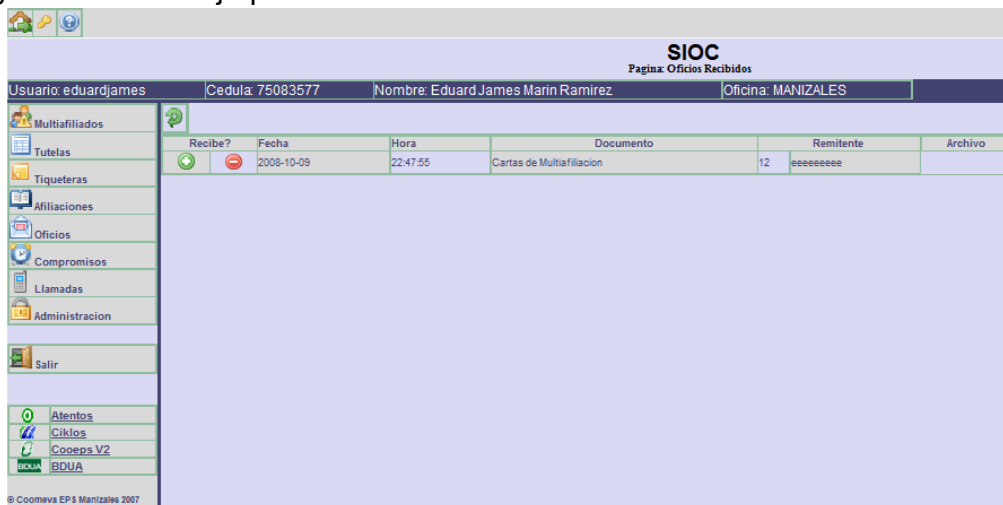 SIOC
Pagina: Oficios Recibidos
Usuario: eduardjames Cedula: 75083577 Nombre: Eduard James Marin Ramirez Oficina: MANIZALES
Multiafiliados
Tutelas
Tiqueteras
Afiliaciones
Oficios
Compromisos
Llamadas
Administracion
Salir
Atentos
Ciklos
Cooeps V2
BDUA BDUA
© Coomeva EPS Manizales 2007
Recibe? Fecha Hora Documento Remitente Archivo
2008-10-09 22:47:55 Cartas de Multiafiliacion 12 eeeeeeeee